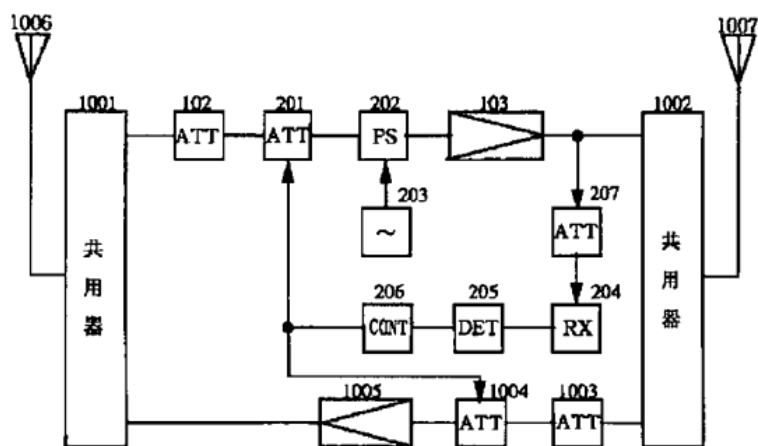 1006
1007
1001
102
201
202
103
1002
ATT
ATT
PS
203
~
207
ATT
共用器
共用器
206
205
204
CONT
DET
RX
1005
1004
1003
ATT
ATT